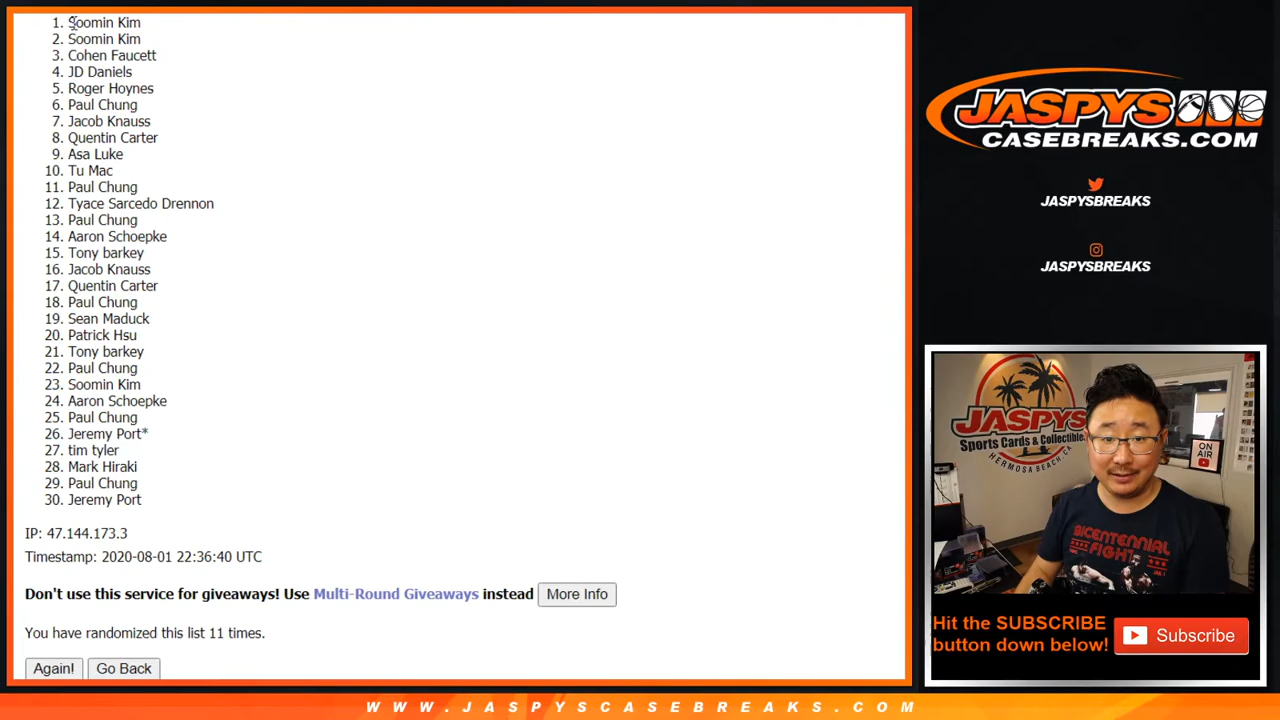 1. Soomin Kim
2. Soomin Kim
3. Cohen Faucett
4. JD Daniels
5. Roger Hoynes
6. Paul Chung
7. Jacob Knauss
8. Quentin Carter
9. Asa Luke
10. Tu Mac
11. Paul Chung
12. Tyace Sarcedo Drennon
13. Paul Chung
14. Aaron Schoepke
15. Tony barkey
16. Jacob Knauss
17. Quentin Carter
18. Paul Chung
19. Sean Maduck
20. Patrick Hsu
21. Tony barkey
22. Paul Chung
23. Soomin Kim
24. Aaron Schoepke
25. Paul Chung
26. Jeremy Port*
27. tim tyler
28. Mark Hiraki
29. Paul Chung
30. Jeremy Port
IP: 47.144.173.3
Timestamp: 2020-08-01 22:36:40 UTC
Don't use this service for giveaways! Use Multi-Round Giveaways instead More Info
You have randomized this list 11 times.
Again! Go Back
JASPYS
CASEBREAKS.COM
JASPYSBREAKS
JASPYSBREAKS
JASPYS
Sports Cards & Collectibles
HERMOSA BEACH, CA
ON AIR
BICENTENNIAL
FIGHT
Hit the SUBSCRIBE
button down below!
Subscribe
WWW.JASPYSCASEBREAKS.COM